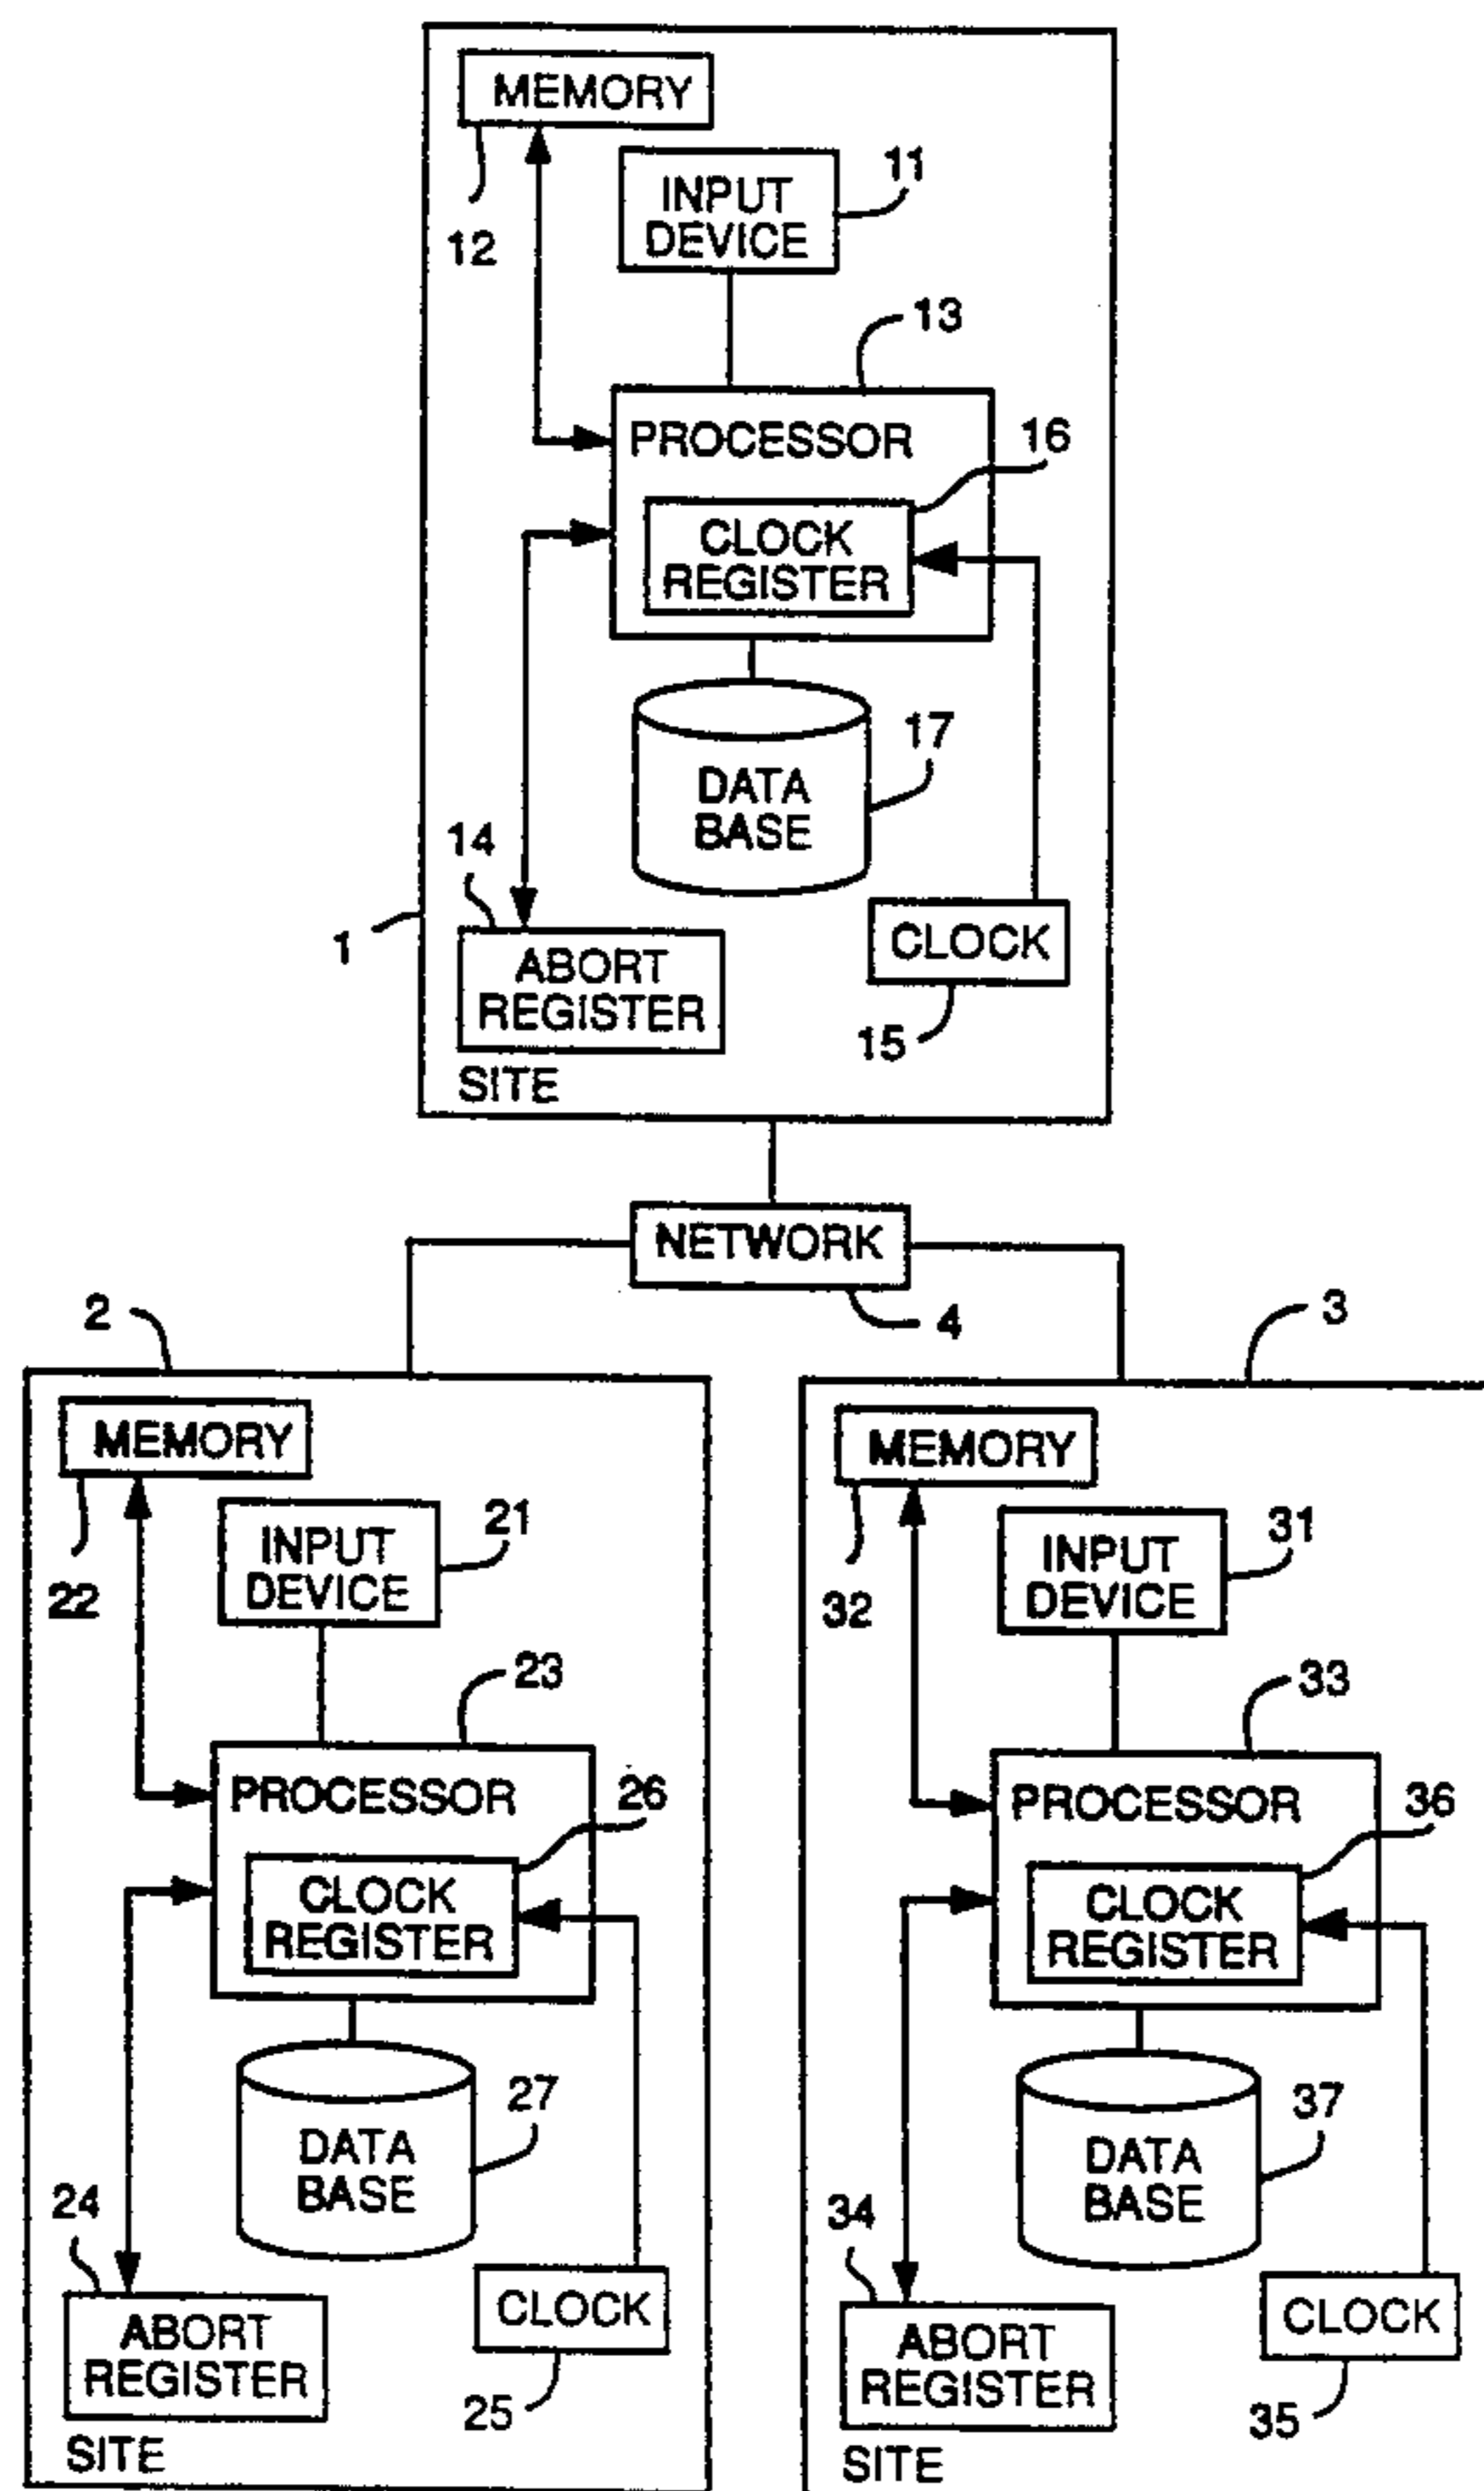 MEMORY
12
INPUT
DEVICE
11
13
PROCESSOR
16
CLOCK
REGISTER
17
DATA
BASE
14
1
ABORT
REGISTER
CLOCK
15
SITE
NETWORK
4
2
3
MEMORY
22
INPUT
DEVICE
21
23
PROCESSOR
26
CLOCK
REGISTER
27
DATA
BASE
24
ABORT
REGISTER
CLOCK
25
SITE
MEMORY
32
INPUT
DEVICE
31
33
PROCESSOR
36
CLOCK
REGISTER
37
DATA
BASE
34
ABORT
REGISTER
CLOCK
35
SITE